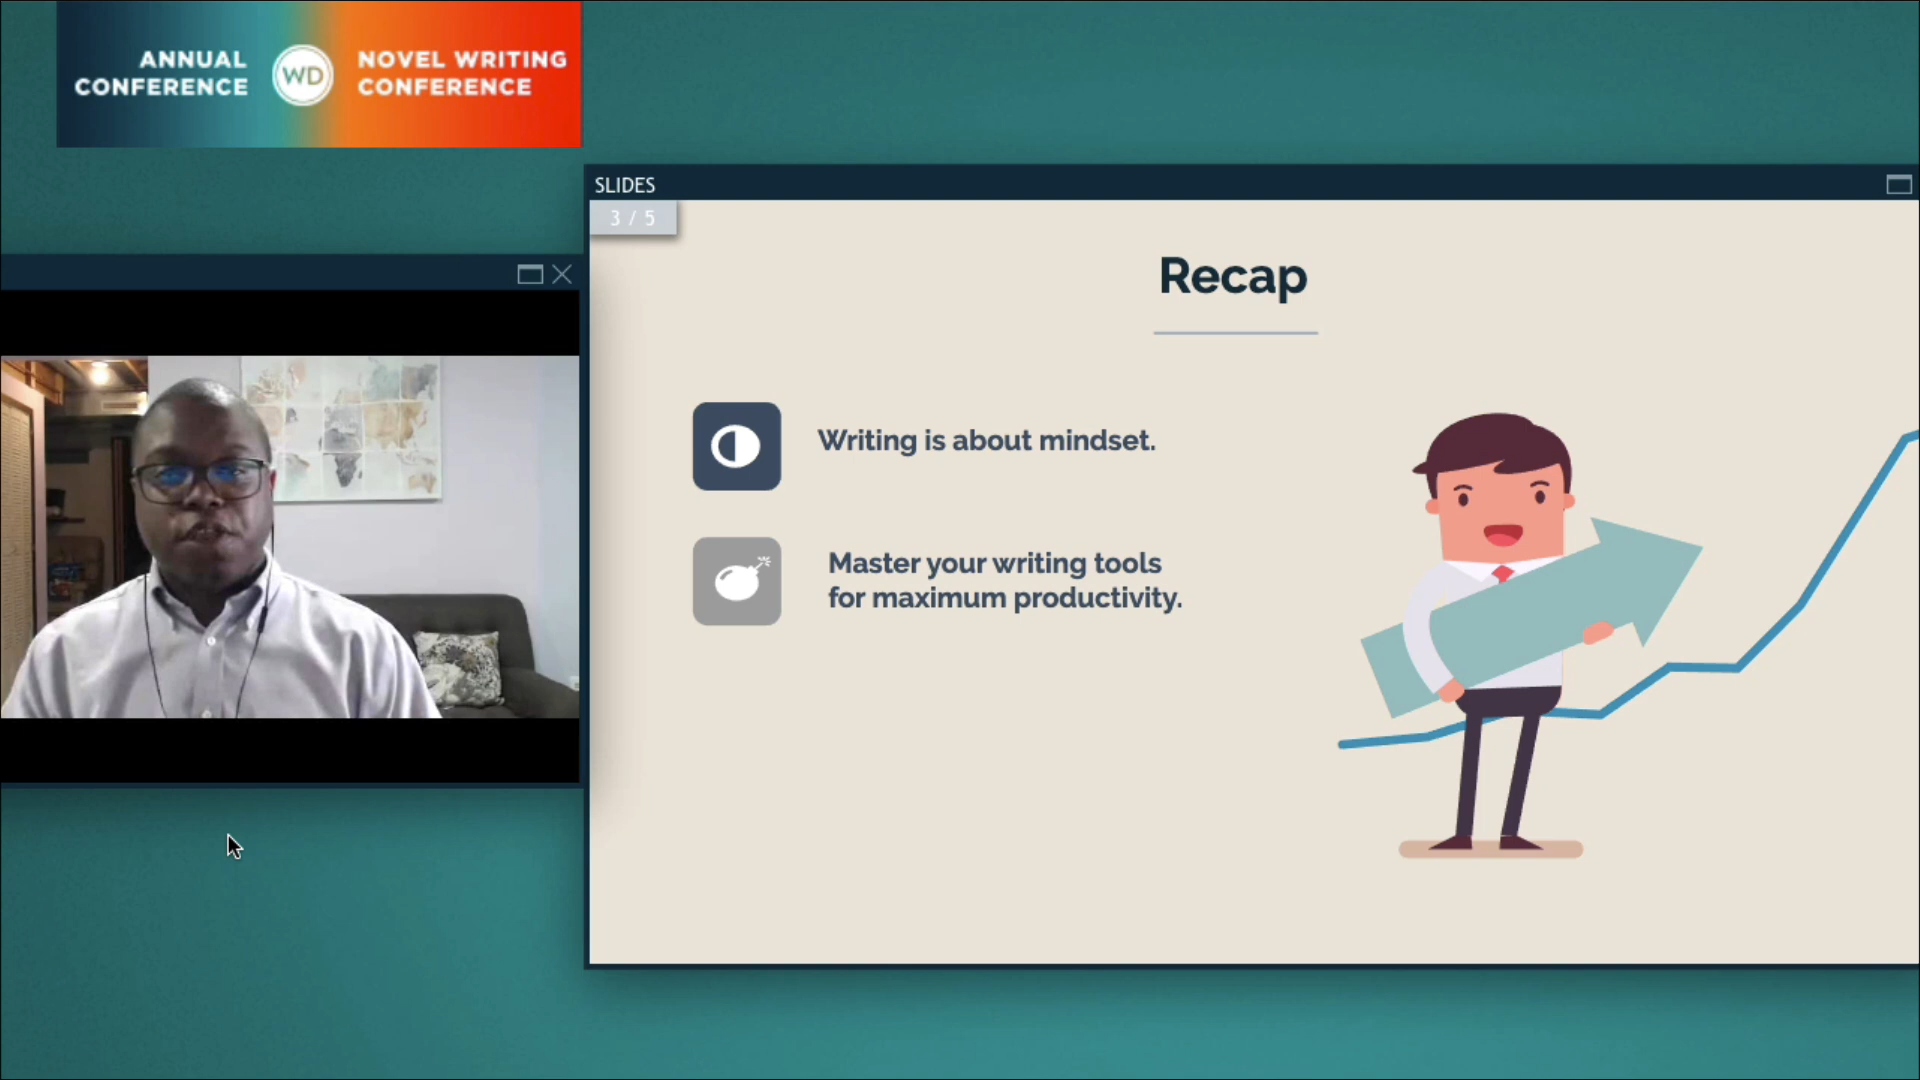 ANNUAL
CONFERENCE
WD
NOVEL WRITING
CONFERENCE
SLIDES
3 / 5
Recap
Writing is about mindset.
Master your writing tools
for maximum productivity.